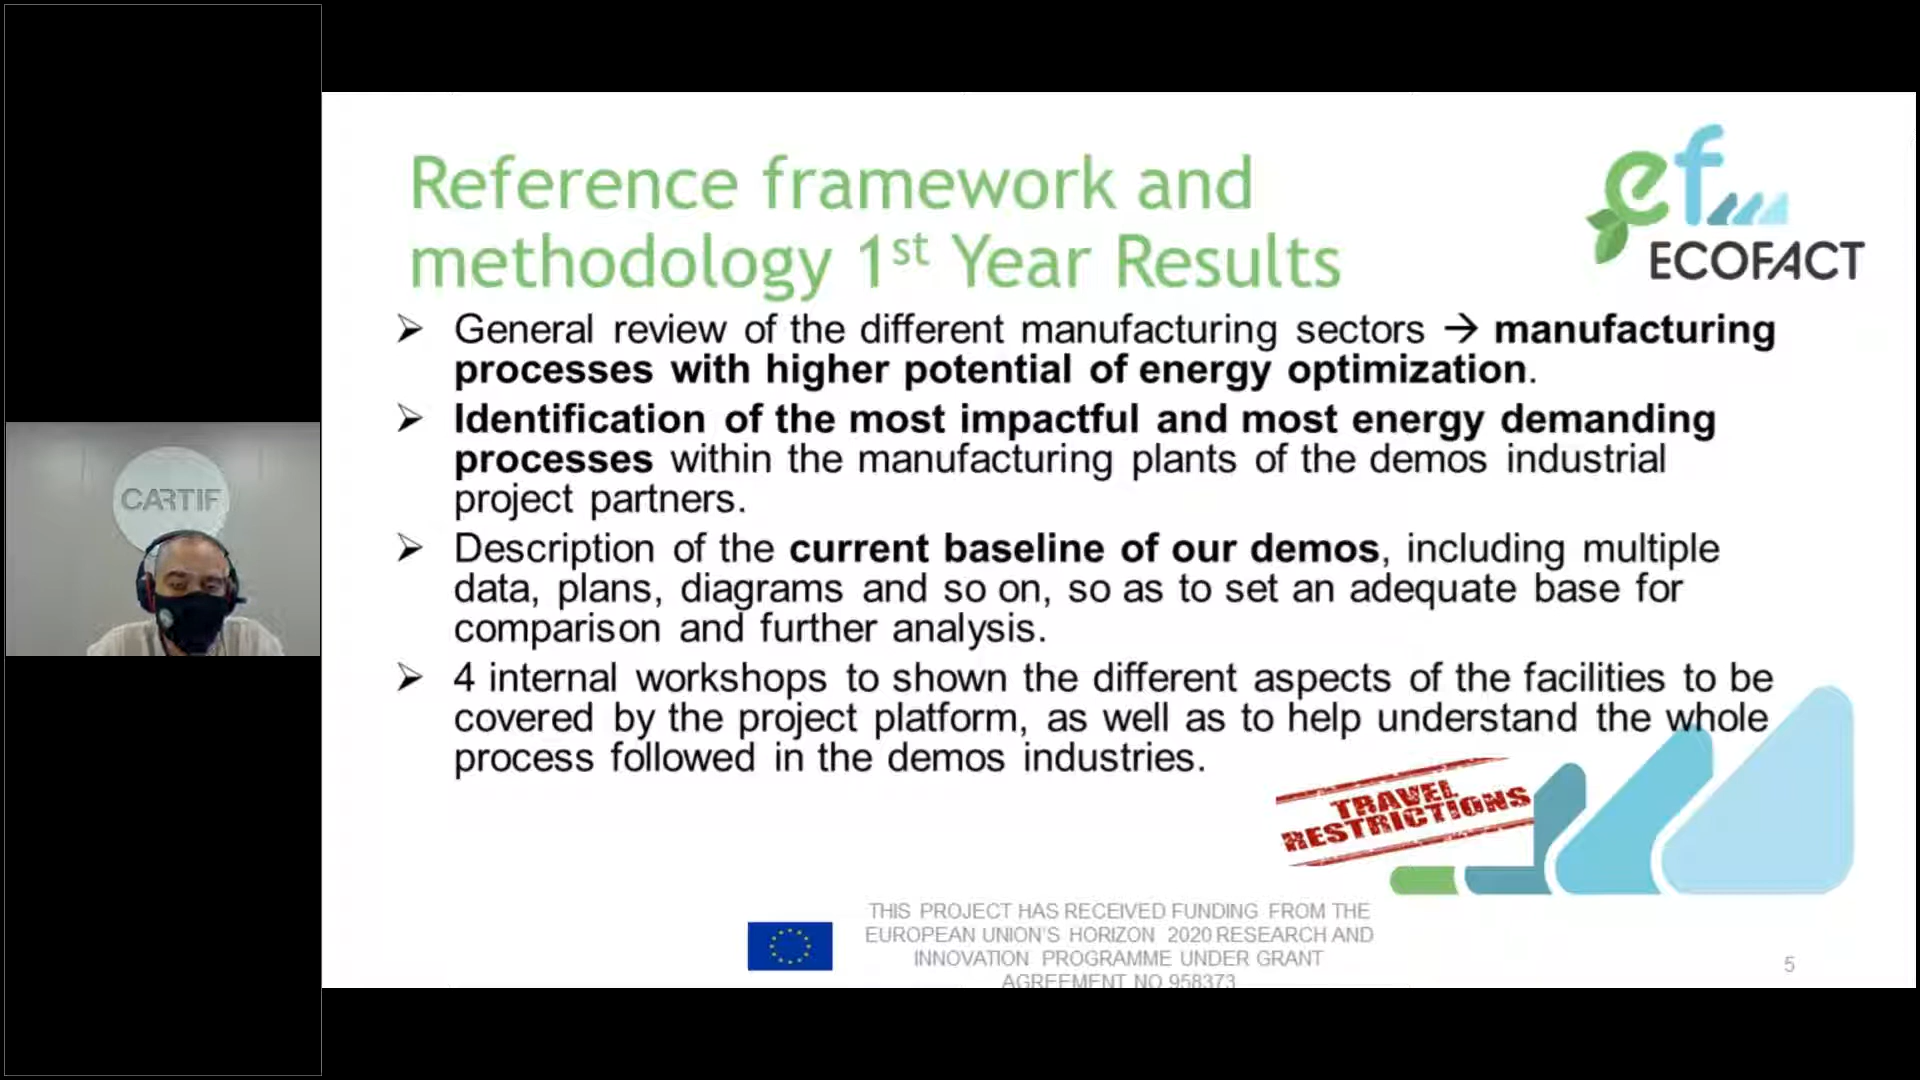 Reference framework and
methodology 1st Year Results
ef
ECOFACT
➢ General review of the different manufacturing sectors → manufacturing
processes with higher potential of energy optimization.
➢ Identification of the most impactful and most energy demanding
processes within the manufacturing plants of the demos industrial
project partners.
➢ Description of the current baseline of our demos, including multiple
data, plans, diagrams and so on, so as to set an adequate base for
comparison and further analysis.
➢ 4 internal workshops to shown the different aspects of the facilities to be
covered by the project platform, as well as to help understand the whole
process followed in the demos industries.
TRAVEL
RESTRICTIONS
THIS PROJECT HAS RECEIVED FUNDING FROM THE
EUROPEAN UNION'S HORIZON 2020 RESEARCH AND
INNOVATION PROGRAMME UNDER GRANT
AGREEMENT NO 958373
5
CARTIF